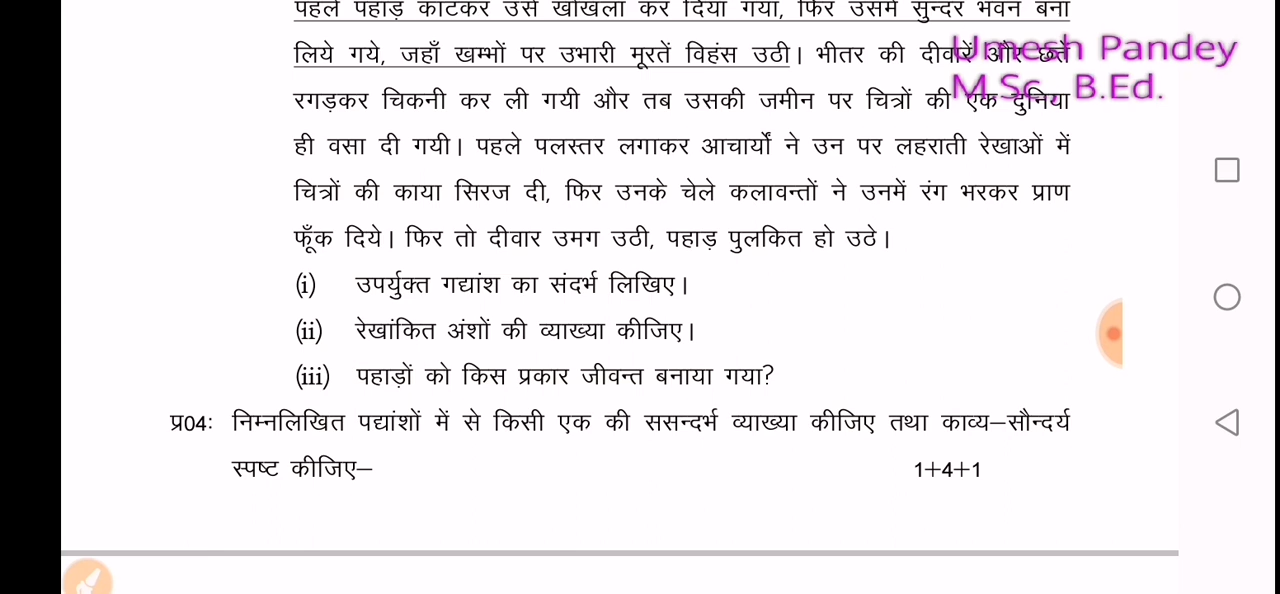 पहले पहाड़ काटकर उसे खोखला कर दिया गया, फिर उसमें सुन्दर भवन बना
लिये गये, जहाँ खम्भों पर उभारी मूरतें विहंस उठी। भीतर की दीवारें और छतें
Umesh Pandey
रगड़कर चिकनी कर ली गयी और तब उसकी जमीन पर चित्रों की एक दुनिया
M.Sc., B.Ed.
ही वसा दी गयी। पहले पलस्तर लगाकर आचार्यों ने उन पर लहराती रेखाओं में
चित्रों की काया सिरज दी, फिर उनके चेले कलावन्तों ने उनमें रंग भरकर प्राण
फूँक दिये। फिर तो दीवार उमग उठी, पहाड़ पुलकित हो उठे।
(i) उपर्युक्त गद्यांश का संदर्भ लिखिए।
(ii) रेखांकित अंशों की व्याख्या कीजिए।
(iii) पहाड़ों को किस प्रकार जीवन्त बनाया गया?
प्र04: निम्नलिखित पद्यांशों में से किसी एक की ससन्दर्भ व्याख्या कीजिए तथा काव्य–सौन्दर्य
स्पष्ट कीजिए– 1+4+1